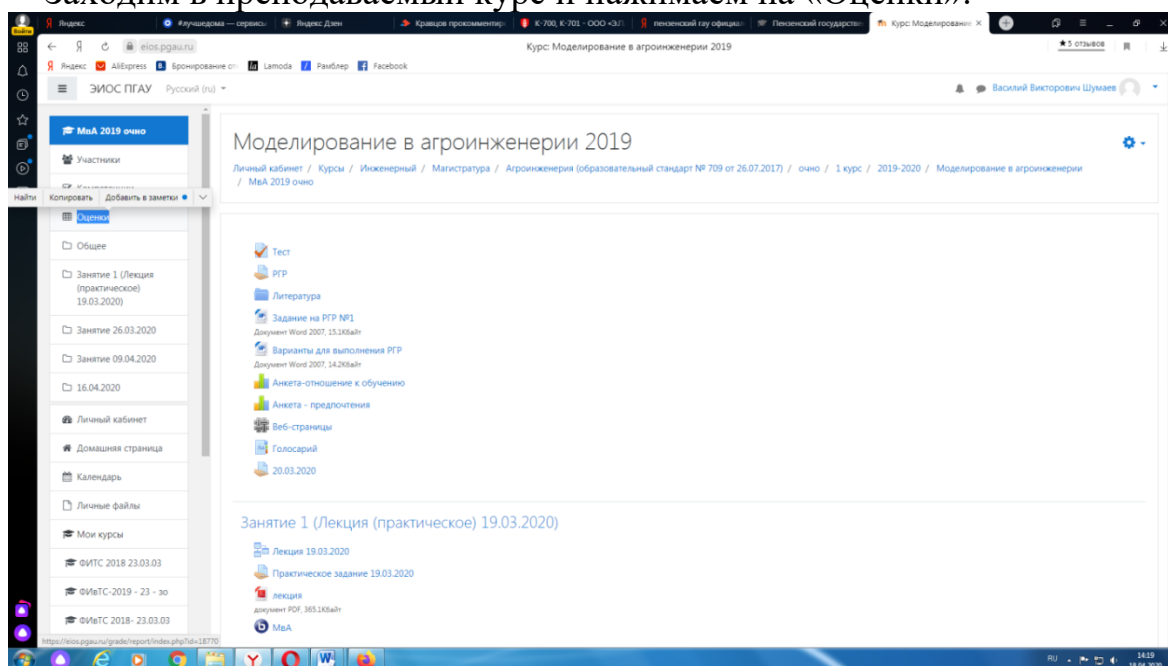 Заходим в преподаваемый курс и нажимаем на «Оценки».
Войти
Яндекс
#лучшедома — сервисы
Яндекс Дзен
Кравцов прокомментир
К-700, К-701 - ООО «З.П
пензенский гау официал
Пензенский государстве
Курс: Моделирование
eios.pgau.ru
Курс: Моделирование в агроинженерии 2019
★5 отзывов
Яндекс
AliExpress
Бронирование от
Lamoda
Рамблер
Facebook
ЭИОС ПГАУ
Русский (ru)
Василий Викторович Шумаев
МвА 2019 очно
Участники
Найти
Копировать
Добавить в заметки
Оценки
Общее
Занятие 1 (Лекция
(практическое)
19.03.2020)
Занятие 26.03.2020
Занятие 09.04.2020
16.04.2020
Личный кабинет
Домашняя страница
Календарь
Личные файлы
Мои курсы
ФИТС 2018 23.03.03
ФИвТС-2019 - 23 - зо
ФИвТС 2018- 23.03.03
https://eios.pgau.ru/grade/report/index.php?id=18770
Моделирование в агроинженерии 2019
Личный кабинет / Курсы / Инженерный / Магистратура / Агроинженерия (образовательный стандарт № 709 от 26.07.2017) / очно / 1 курс / 2019-2020 / Моделирование в агроинженерии
/ МвА 2019 очно
Тест
РГР
Литература
Задание на РГР №1
Документ Word 2007, 15.1Кбайт
Варианты для выполнения РГР
Документ Word 2007, 14.2Кбайт
Анкета-отношение к обучению
Анкета - предпочтения
Веб-страницы
Голосарий
20.03.2020
Занятие 1 (Лекция (практическое) 19.03.2020)
Лекция 19.03.2020
Практическое задание 19.03.2020
лекция
документ PDF, 365.1Кбайт
МвА
RU
14:19
18.04.2020